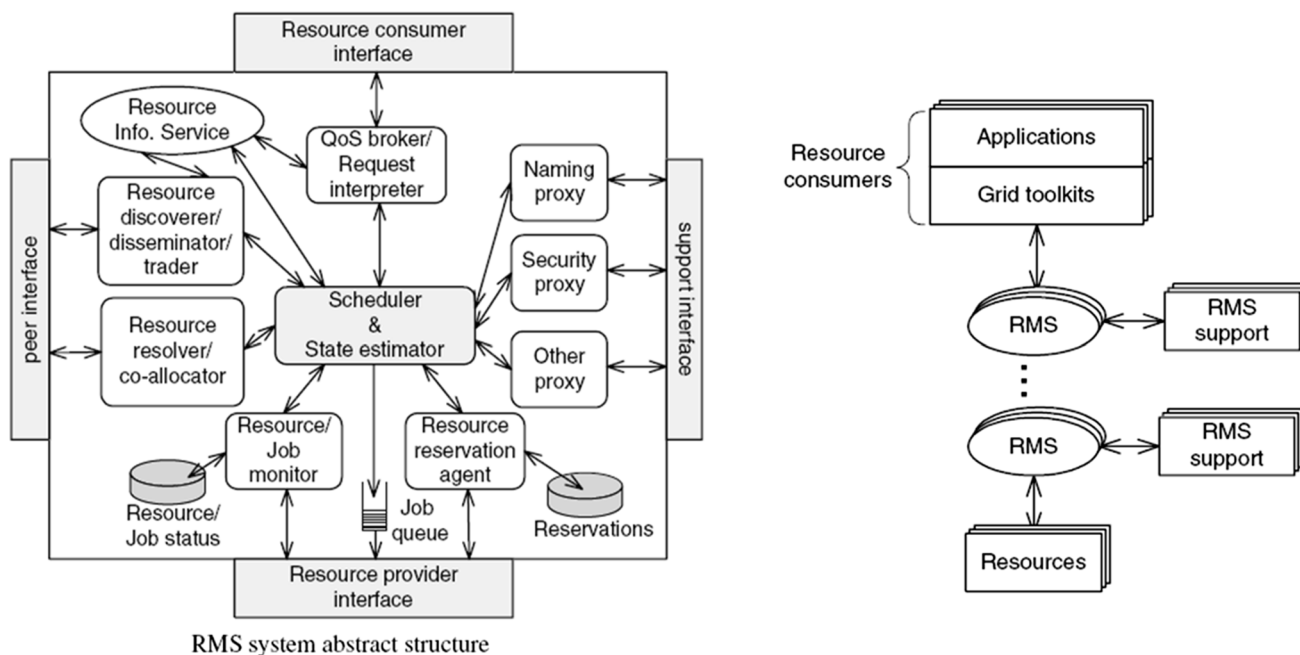 Resource consumer
interface
Resource
Info. Service
QoS broker/
Request
interpreter
Naming
proxy
Resource
discoverer/
disseminator/
trader
Security
proxy
Scheduler
&
State estimator
Resource
resolver/
co-allocator
Other
proxy
peer interface
support interface
Resource/
Job
monitor
Resource
reservation
agent
Resource/
Job status
Job
queue
Reservations
Resource provider
interface
RMS system abstract structure
Resource
consumers
Applications
Grid toolkits
RMS
RMS
support
RMS
RMS
support
Resources